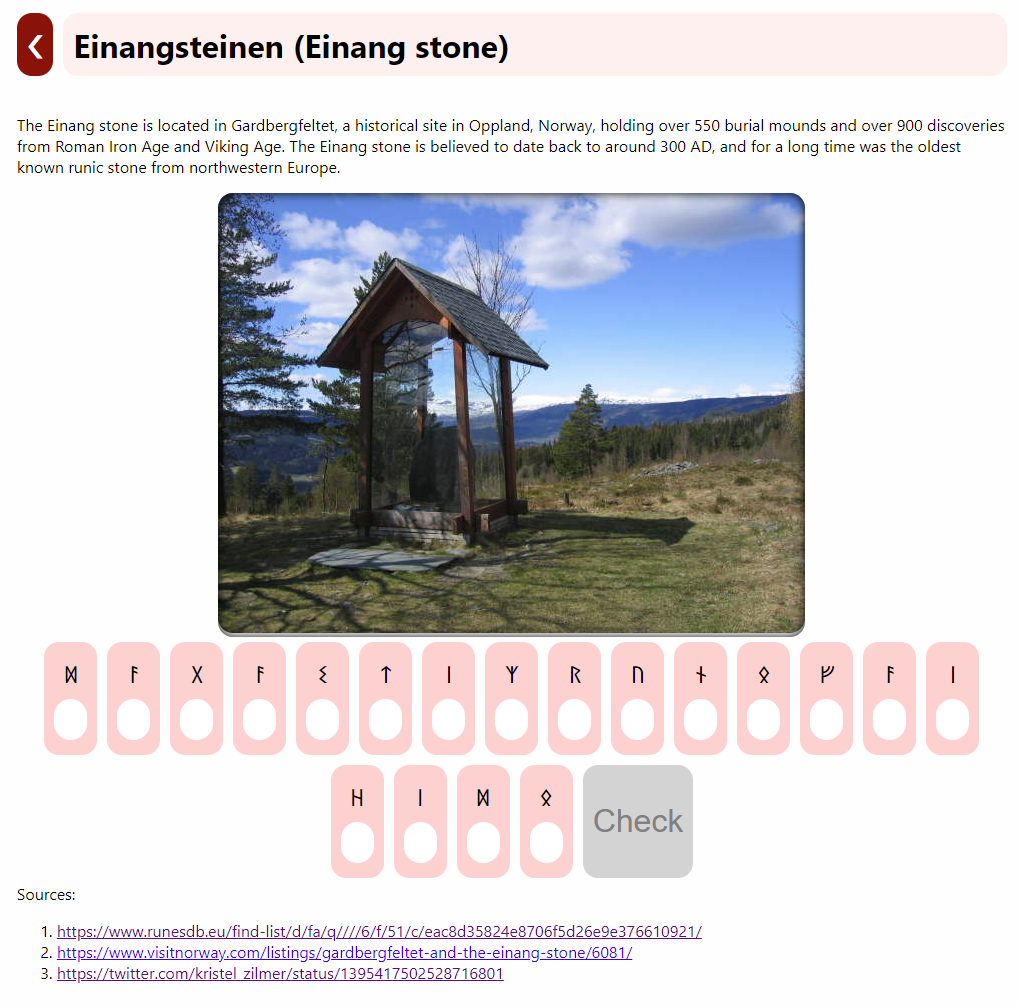 Einangsteinen (Einang stone)
The Einang stone is located in Gardbergfeltet, a historical site in Oppland, Norway, holding over 550 burial mounds and over 900 discoveries
from Roman Iron Age and Viking Age. The Einang stone is believed to date back to around 300 AD, and for a long time was the oldest
known runic stone from northwestern Europe.
ᛞ ᚨ ᚷ ᚨ ᛊ ᛏ ᛁ ᛉ ᚱ ᚢ ᚾ ᛟ ᚠ ᚨ ᛁ
ᚺ ᛁ ᛞ ᛟ Check
Sources:
1. https://www.runesdb.eu/find-list/d/fa/q////6/f/51/c/eac8d35824e8706f5d26e9e376610921/
2. https://www.visitnorway.com/listings/gardbergfeltet-and-the-einang-stone/6081/
3. https://twitter.com/kristel_zilmer/status/1395417502528716801